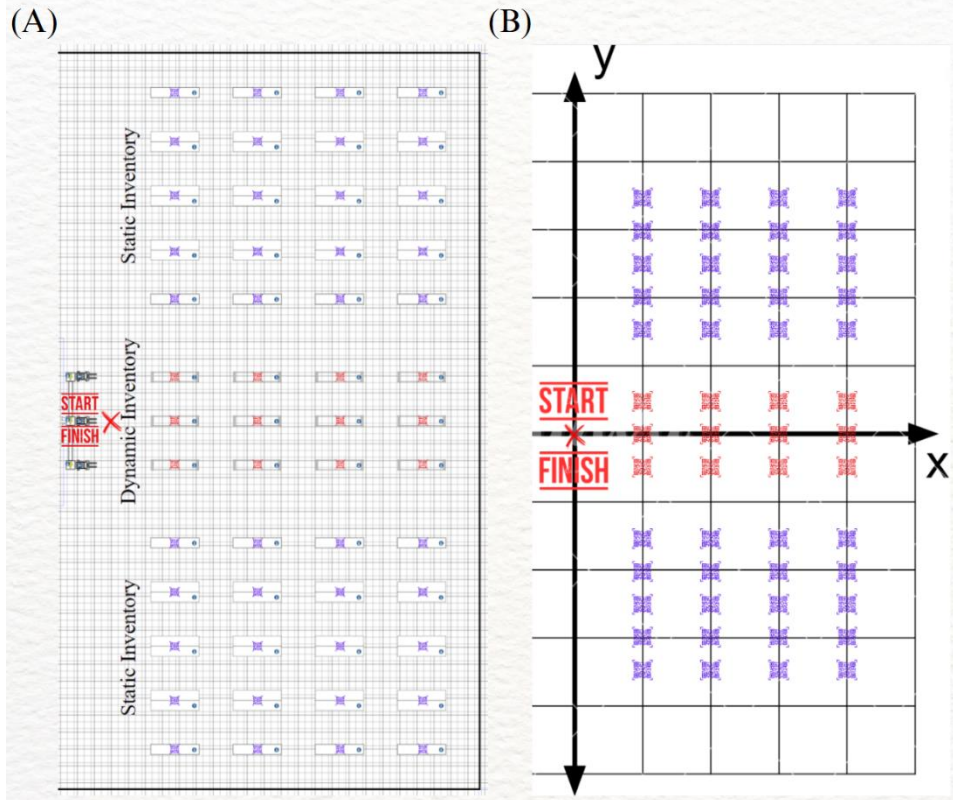 (A)
(B)
Static Inventory
Dynamic Inventory
Static Inventory
START
FINISH
y
START
FINISH
x